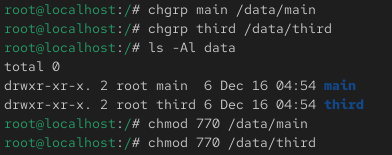 root@localhost:/# chgrp main /data/main
root@localhost:/# chgrp third /data/third
root@localhost:/# ls -Al data
total 0
drwxr-xr-x. 2 root main  6 Dec 16 04:54 main
drwxr-xr-x. 2 root third 6 Dec 16 04:54 third
root@localhost:/# chmod 770 /data/main
root@localhost:/# chmod 770 /data/third